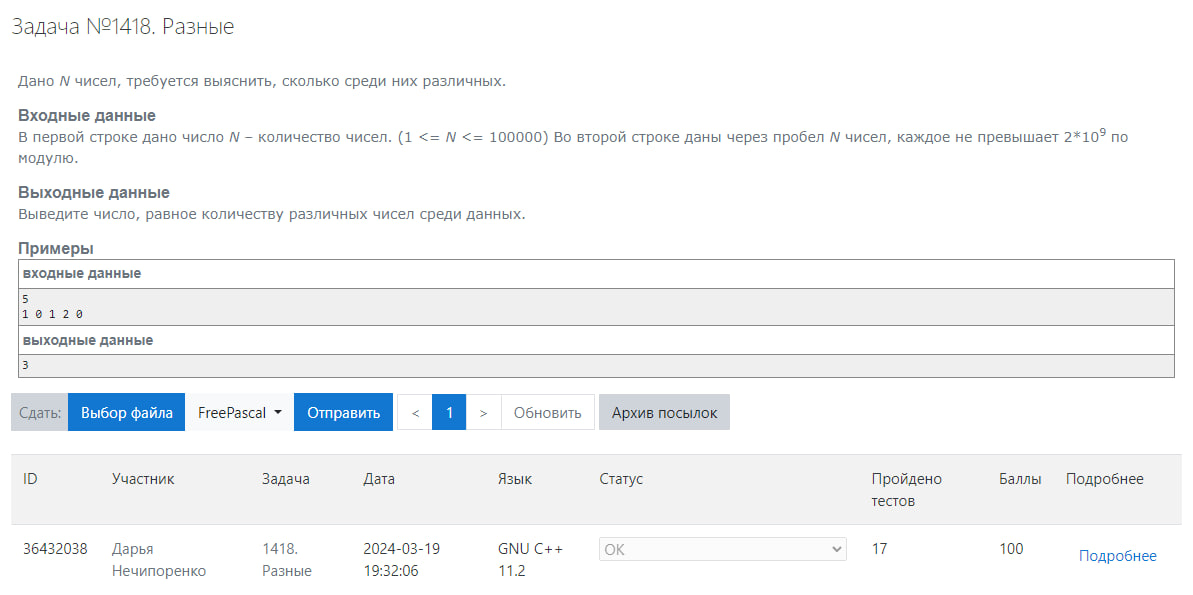 Задача №1418. Разные
Дано N чисел, требуется выяснить, сколько среди них различных.
Входные данные
В первой строке дано число N – количество чисел. (1 <= N <= 100000) Во второй строке даны через пробел N чисел, каждое не превышает 2*10⁹ по
модулю.
Выходные данные
Выведите число, равное количеству различных чисел среди данных.
Примеры
входные данные
5
1 0 1 2 0
выходные данные
3
Сдать: Выбор файла FreePascal Отправить < 1 > Обновить Архив посылок
ID Участник Задача Дата Язык Статус Пройдено тестов Баллы Подробнее
36432038 Дарья Нечипоренко 1418. Разные 2024-03-19 19:32:06 GNU C++ 11.2 OK 17 100 Подробнее